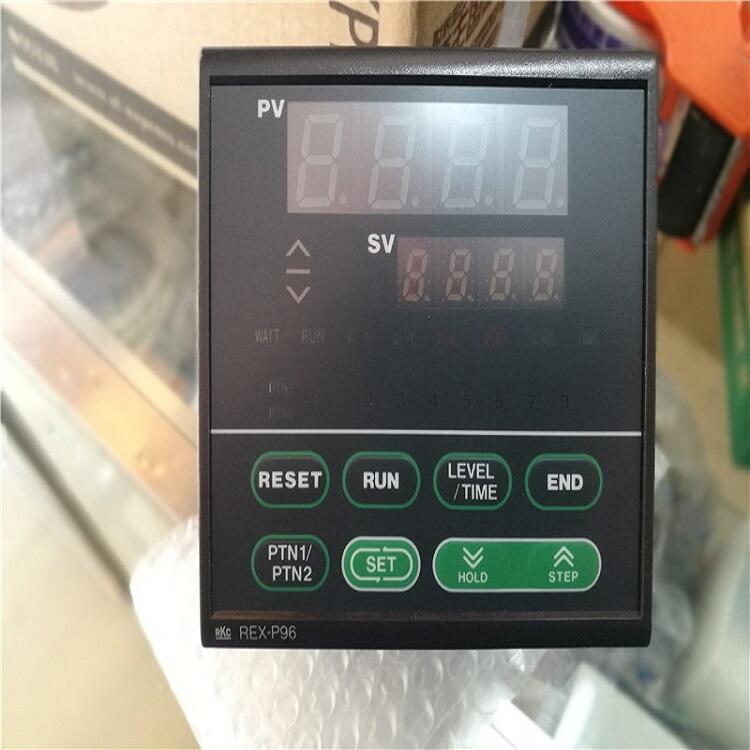 PV
SV
WAIT RUN
PTN1
2 3 4 5 6 7 8
RESET RUN LEVEL
/TIME END
PTN1/
PTN2 SET HOLD STEP
RKC REX-P96